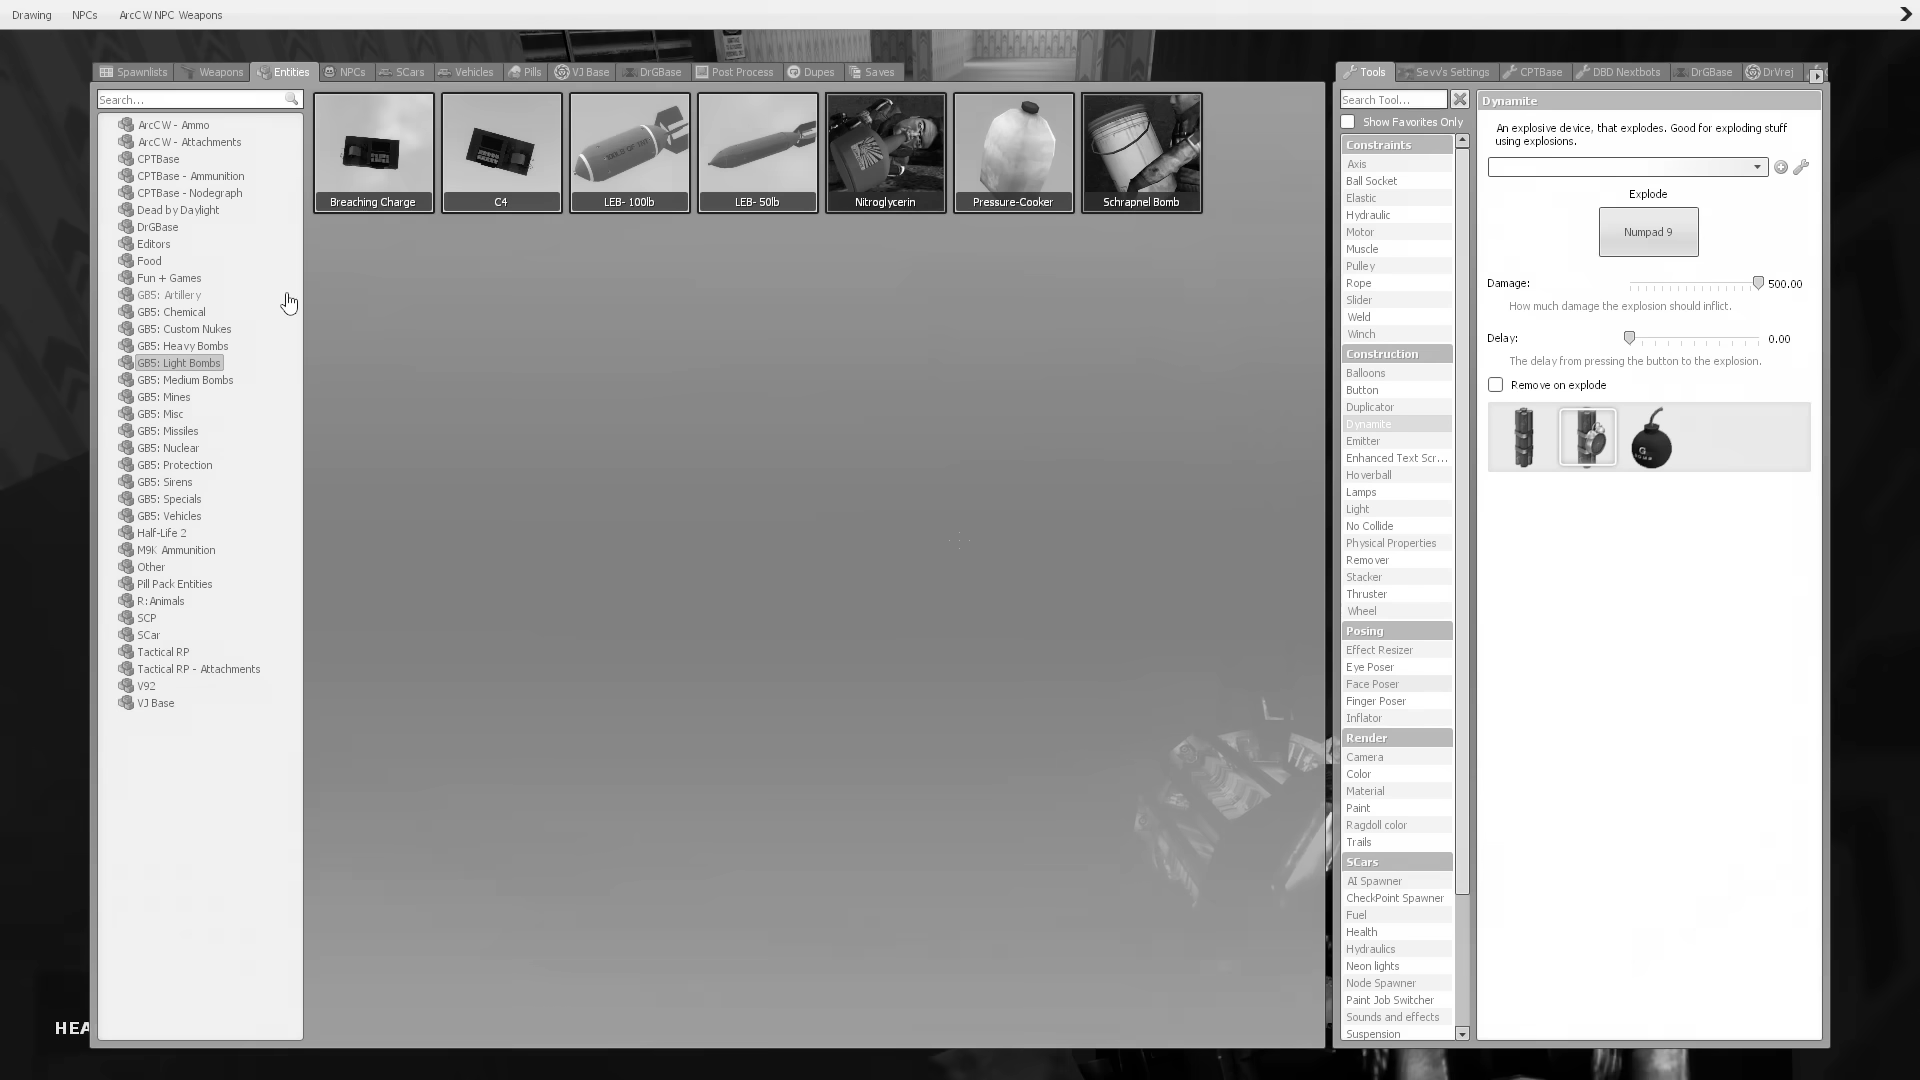 Drawing NPCs ArcCW NPC Weapons
Spawnlists Weapons Entities NPCs SCars Vehicles Pills VJ Base DrGBase Post Process Dupes Saves
Search...
ArcCW - Ammo
ArcCW - Attachments
CPTBase
CPTBase - Ammunition
CPTBase - Nodegraph
Dead by Daylight
DrGBase
Editors
Food
Fun + Games
GB5: Artillery
GB5: Chemical
GB5: Custom Nukes
GB5: Heavy Bombs
GB5: Light Bombs
GB5: Medium Bombs
GB5: Mines
GB5: Misc
GB5: Missiles
GB5: Nuclear
GB5: Protection
GB5: Sirens
GB5: Specials
GB5: Vehicles
Half-Life 2
M9K Ammunition
Other
Pill Pack Entities
R:Animals
SCP
SCar
Tactical RP
Tactical RP - Attachments
V92
VJ Base
Breaching Charge C4 LEB- 100lb LEB- 50lb Nitroglycerin Pressure-Cooker Schrapnel Bomb
HEA
Tools Sevv's Settings CPTBase DBD Nextbots DrGBase DrVrej
Search Tool...
Show Favorites Only
Constraints
Axis
Ball Socket
Elastic
Hydraulic
Motor
Muscle
Pulley
Rope
Slider
Weld
Winch
Construction
Balloons
Button
Duplicator
Dynamite
Emitter
Enhanced Text Scr...
Hoverball
Lamps
Light
No Collide
Physical Properties
Remover
Stacker
Thruster
Wheel
Posing
Effect Resizer
Eye Poser
Face Poser
Finger Poser
Inflator
Render
Camera
Color
Material
Paint
Ragdoll color
Trails
SCars
AI Spawner
CheckPoint Spawner
Fuel
Health
Hydraulics
Neon lights
Node Spawner
Paint Job Switcher
Sounds and effects
Suspension
Dynamite
An explosive device, that explodes. Good for exploding stuff
using explosions.
Explode
Numpad 9
Damage: 500.00
How much damage the explosion should inflict.
Delay: 0.00
The delay from pressing the button to the explosion.
Remove on explode